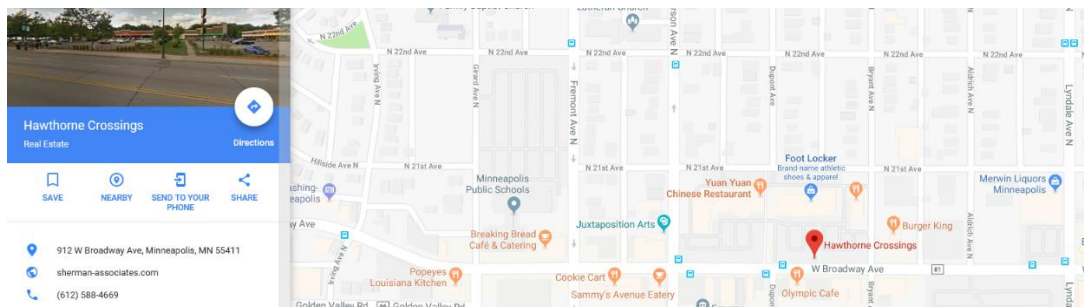 Hawthorne Crossings
Real Estate
Directions
SAVE
NEARBY
SEND TO YOUR
PHONE
SHARE
912 W Broadway Ave, Minneapolis, MN 55411
sherman-associates.com
(612) 588-4669
N 22nd Ave
N 22nd Ave
N 22nd Ave
N 22nd Ave
N 22nd Ave
Irving Ave N
Girard Ave N
Fremont Ave N
erson Ave N
Dupont Ave
Bryant Ave N
Aldrich Ave N
Lyndale Ave N
Hillside Ave N
N 21st Ave
N 21st Ave
N 21st Ave
Minneapolis
Public Schools
Foot Locker
Brand-name athletic
shoes & apparel
Yuan Yuan
Chinese Restaurant
Merwin Liquors
Minneapolis
Juxtaposition Arts
Breaking Bread
Café & Catering
Burger King
Hawthorne Crossings
Aldrich Ave N
Irving Ave N
W Broadway Ave
81
Popeyes
Louisiana Kitchen
Cookie Cart
Sammy's Avenue Eatery
Olympic Cafe
Dupont
Bryant
Golden Valley Rd
Golden Valley Rd